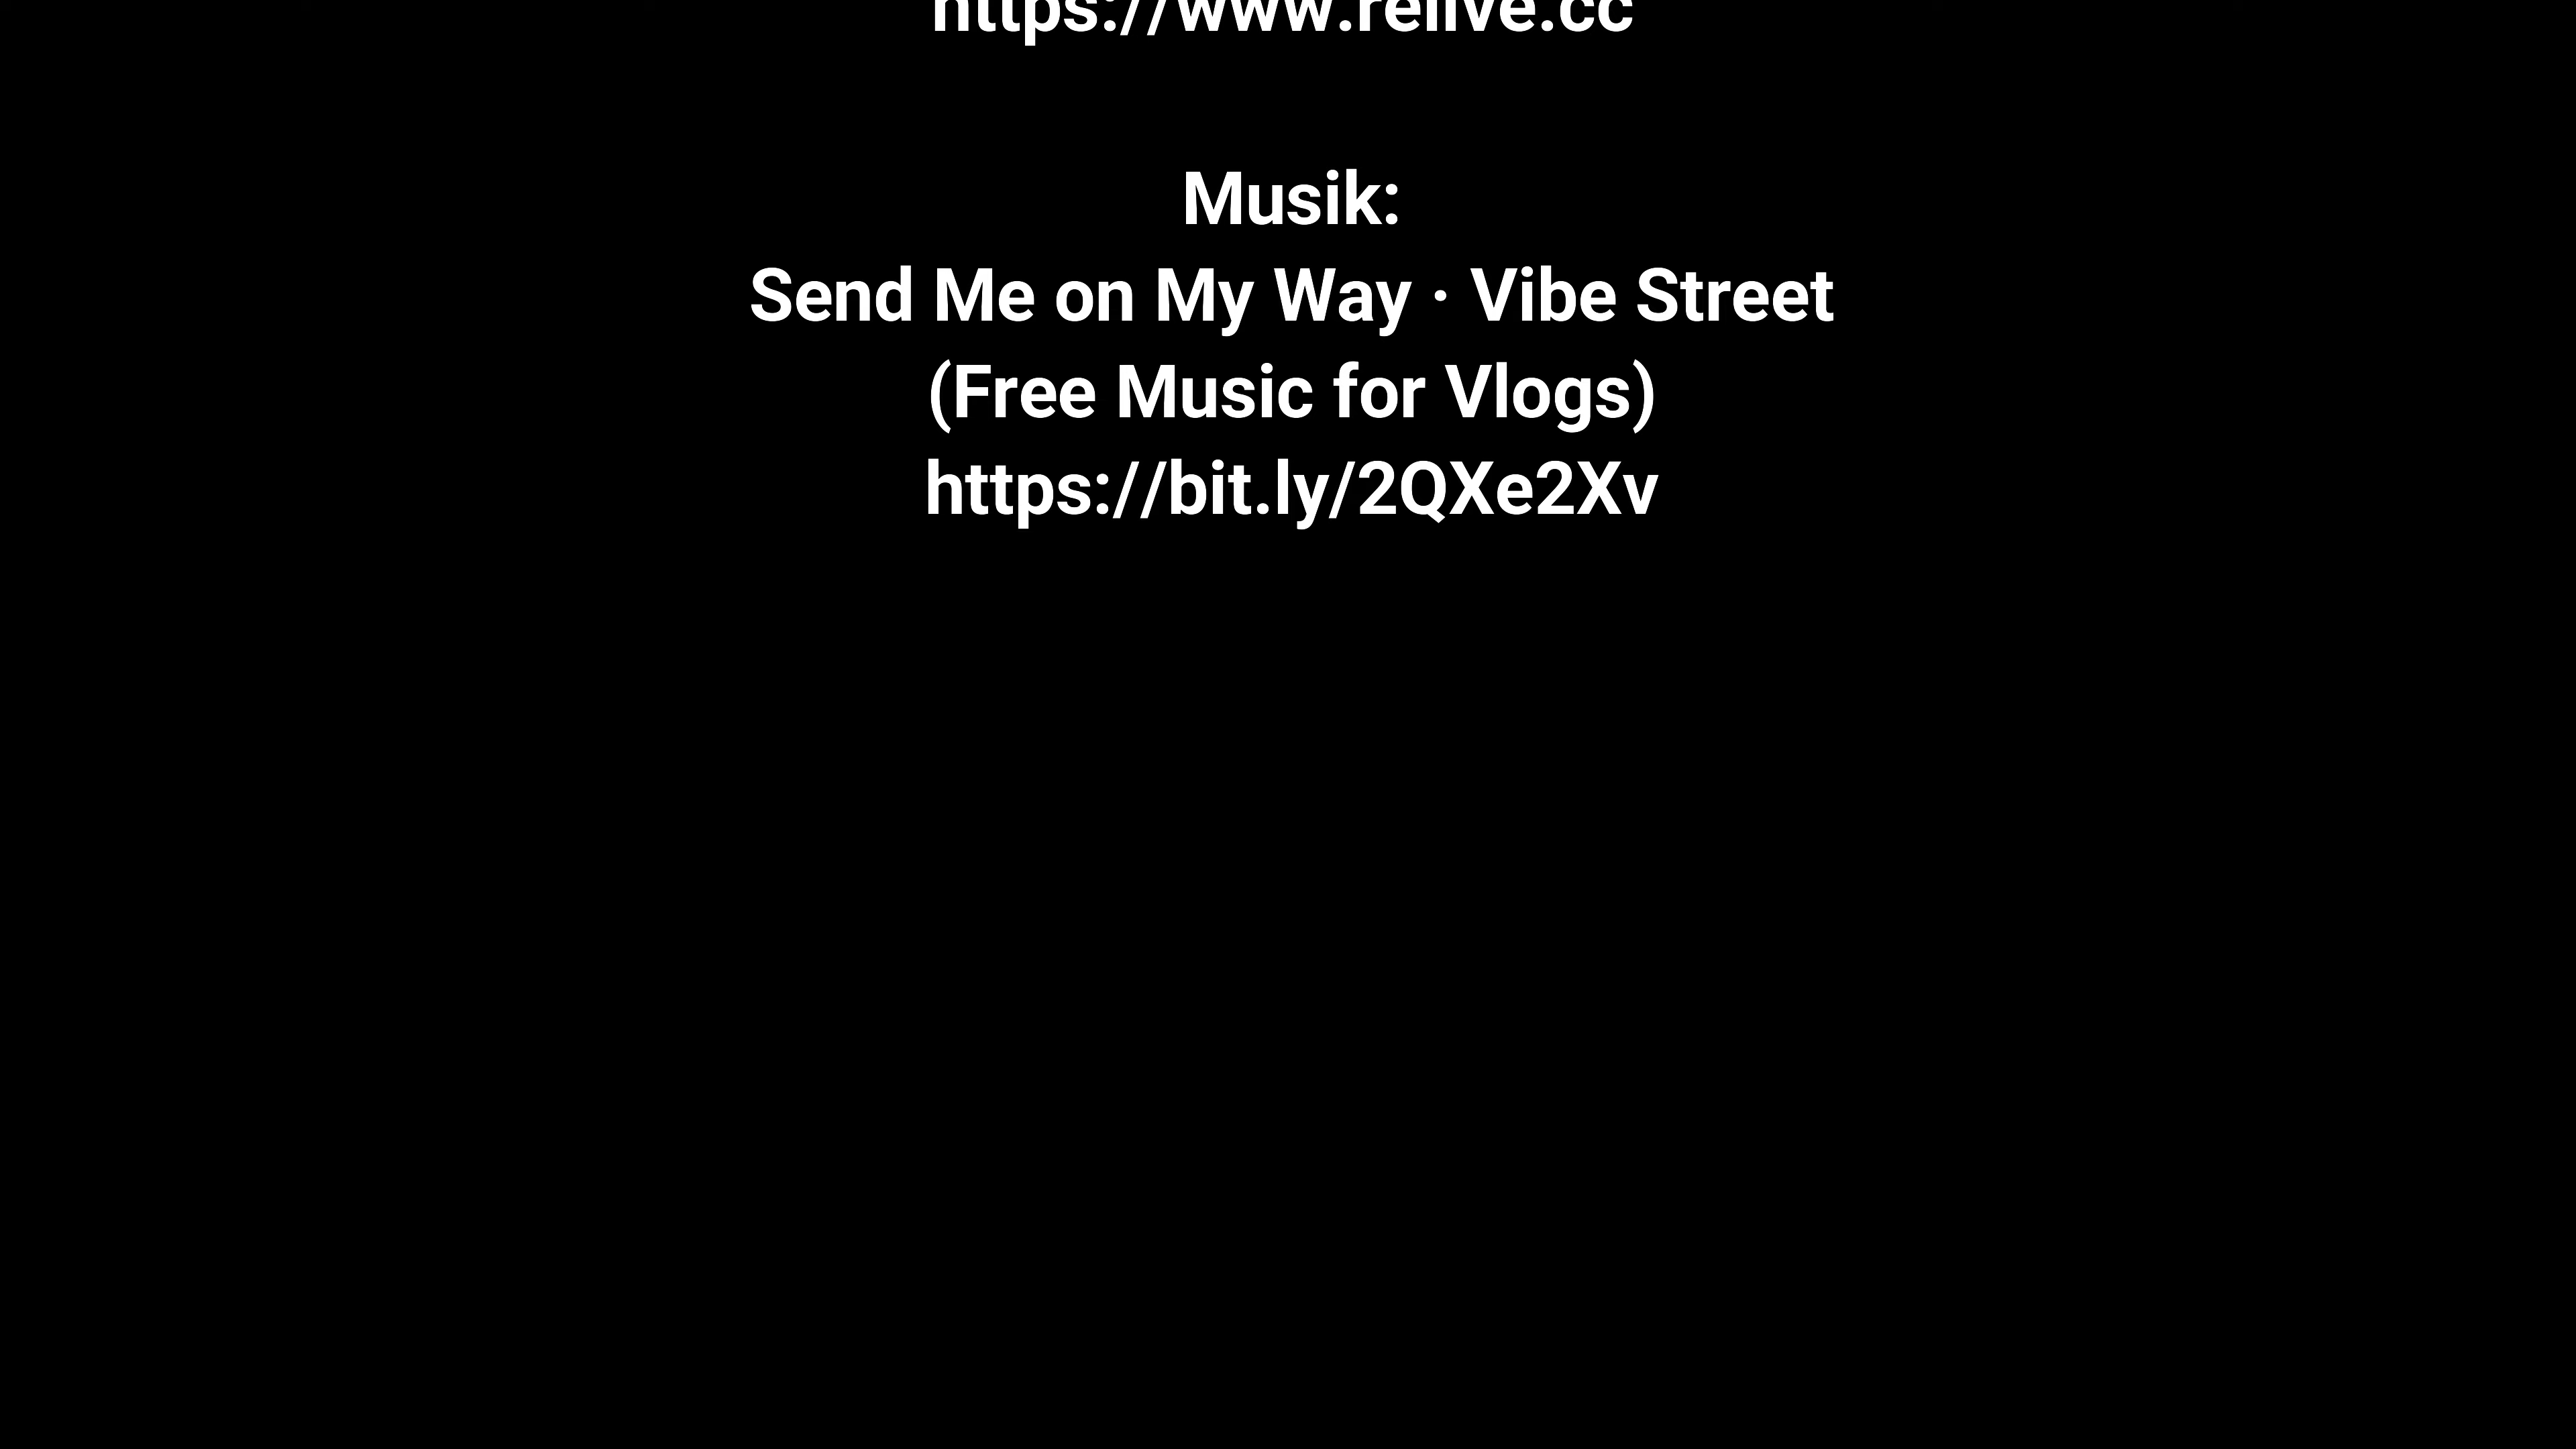 https://www.relive.cc
Musik:
Send Me on My Way · Vibe Street
(Free Music for Vlogs)
https://bit.ly/2QXe2Xv